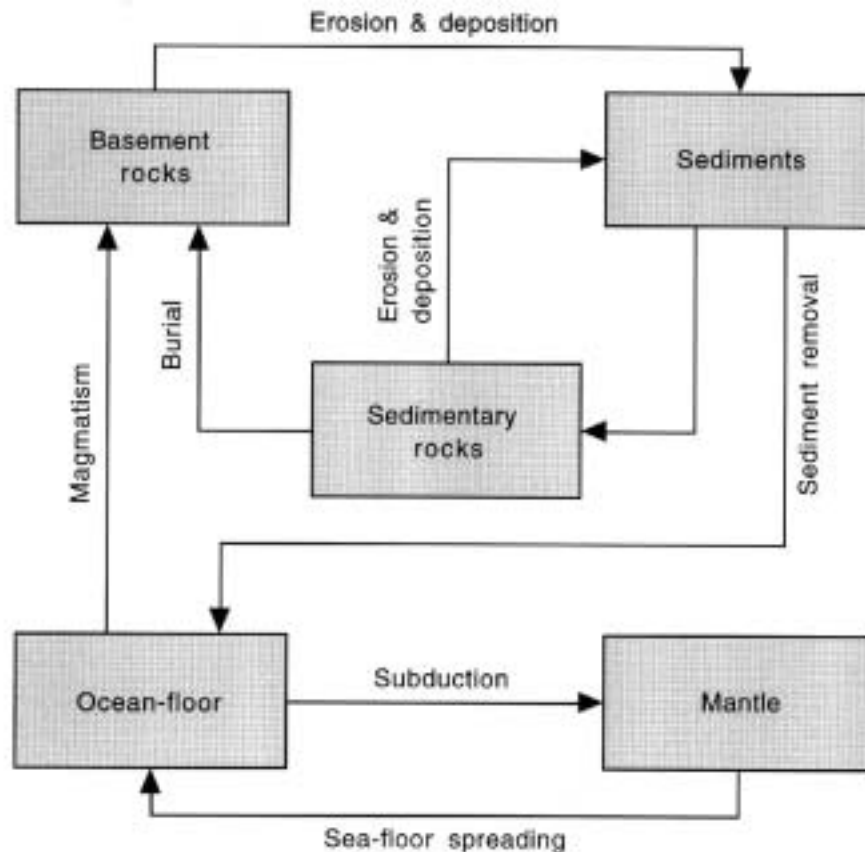 Erosion & deposition
Basement
rocks
Sediments
Erosion &
deposition
Burial
Magmatism
Sedimentary
rocks
Sediment removal
Ocean-floor
Subduction
Mantle
Sea-floor spreading